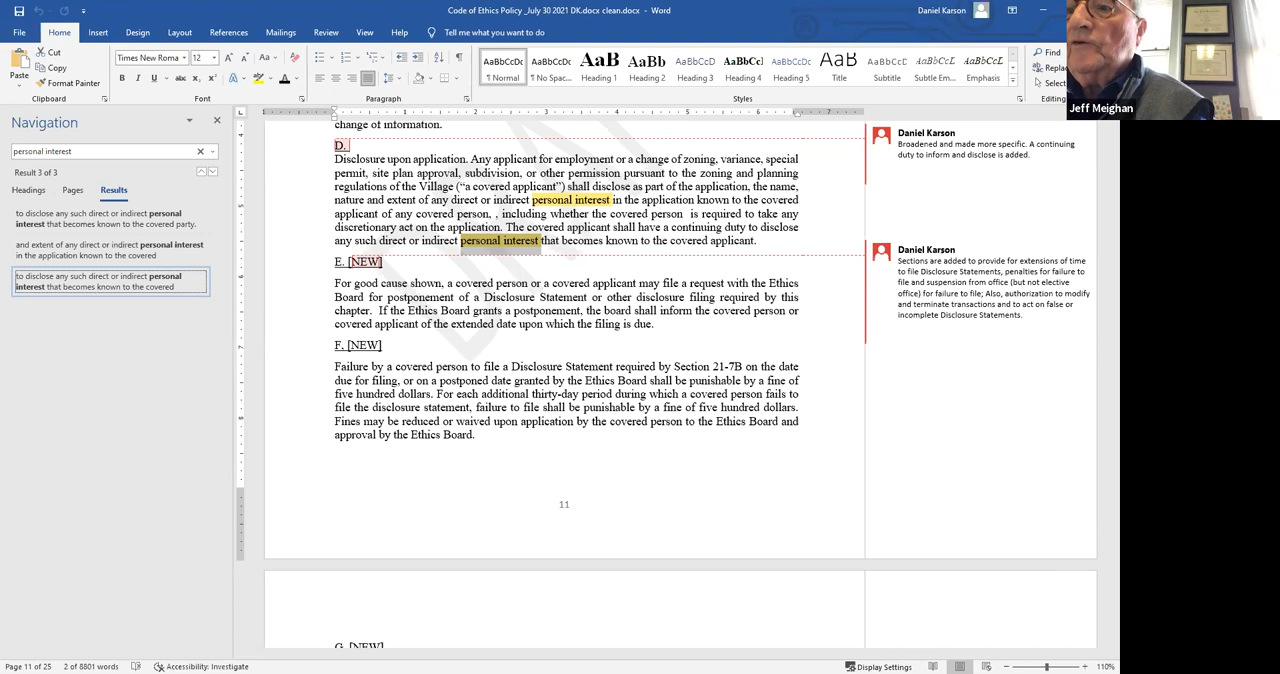 Code of Ethics Policy _July 30 2021 DK.docx clean.docx - Word
Daniel Karson
File Home Insert Design Layout References Mailings Review View Help Tell me what you want to do
Paste
Cut
Copy
Format Painter
Clipboard
Times New Roma 12
Font
Paragraph
AaBbCcDc AaBbCcDc AaB AaBb AaBbCcD AaBbCc AaBbCcDc AaB AaBbCcD AaBbCcDc AaBbCcDc
¶ Normal ¶ No Spac... Heading 1 Heading 2 Heading 3 Heading 4 Heading 5 Title Subtitle Subtle Em... Emphasis
Styles
Find
Replac
Select
Editing
Jeff Meighan
Navigation
personal interest
Result 3 of 3
Headings Pages Results
to disclose any such direct or indirect personal
interest that becomes known to the covered party.
and extent of any direct or indirect personal interest
in the application known to the covered
to disclose any such direct or indirect personal
interest that becomes known to the covered
change of information.
D.
Disclosure upon application. Any applicant for employment or a change of zoning, variance, special
permit, site plan approval, subdivision, or other permission pursuant to the zoning and planning
regulations of the Village (“a covered applicant”) shall disclose as part of the application, the name,
nature and extent of any direct or indirect personal interest in the application known to the covered
applicant of any covered person, , including whether the covered person is required to take any
discretionary act on the application. The covered applicant shall have a continuing duty to disclose
any such direct or indirect personal interest that becomes known to the covered applicant.
E. [NEW]
For good cause shown, a covered person or a covered applicant may file a request with the Ethics
Board for postponement of a Disclosure Statement or other disclosure filing required by this
chapter. If the Ethics Board grants a postponement, the board shall inform the covered person or
covered applicant of the extended date upon which the filing is due.
F, [NEW]
Failure by a covered person to file a Disclosure Statement required by Section 21-7B on the date
due for filing, or on a postponed date granted by the Ethics Board shall be punishable by a fine of
five hundred dollars. For each additional thirty-day period during which a covered person fails to
file the disclosure statement, failure to file shall be punishable by a fine of five hundred dollars.
Fines may be reduced or waived upon application by the covered person to the Ethics Board and
approval by the Ethics Board.
11
G. [NEW]
Daniel Karson
Broadened and made more specific. A continuing
duty to inform and disclose is added.
Daniel Karson
Sections are added to provide for extensions of time
to file Disclosure Statements, penalties for failure to
file and suspension from office (but not elective
office) for failure to file; Also, authorization to modify
and terminate transactions and to act on false or
incomplete Disclosure Statements.
Page 11 of 25 2 of 8801 words Accessibility: Investigate
Display Settings
110%